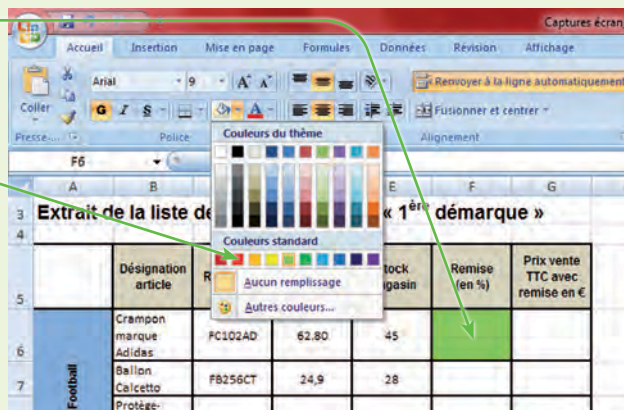 Captures écran
Accueil Insertion Mise en page Formules Données Révision Affichage
Arial 9 A A
Renvoyer à la ligne automatiquement
Coller G I S A Fusionner et centrer
Presse-... Police Alignement
F6
Couleurs du thème
Couleurs standard
Aucun remplissage
Autres couleurs...
A B E F G
3 Extrait de la liste de « 1ère démarque »
4
5 Désignation article R tock gasin Remise (en %) Prix vente TTC avec remise en €
6 Crampon marque Adidas FC102AD 62.80 45
7 Football Ballon Calcetto FB256CT 24,9 28
Protège-